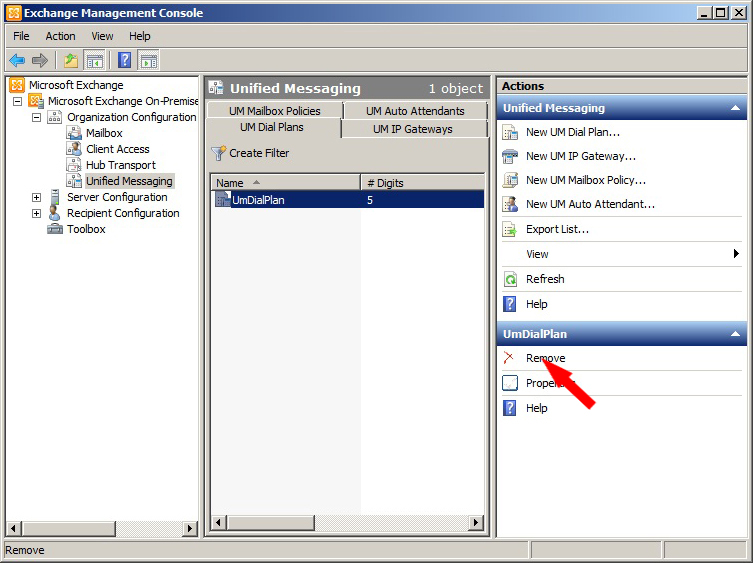 Exchange Management Console
File Action View Help
Microsoft Exchange
Microsoft Exchange On-Premise
Organization Configuration
Mailbox
Client Access
Hub Transport
Unified Messaging
Server Configuration
Recipient Configuration
Toolbox
Unified Messaging 1 object
UM Mailbox Policies UM Auto Attendants
UM Dial Plans UM IP Gateways
Create Filter
Name # Digits
UmDialPlan 5
Actions
Unified Messaging
New UM Dial Plan...
New UM IP Gateway...
New UM Mailbox Policy...
New UM Auto Attendant...
Export List...
View
Refresh
Help
UmDialPlan
Remove
Help
Remove